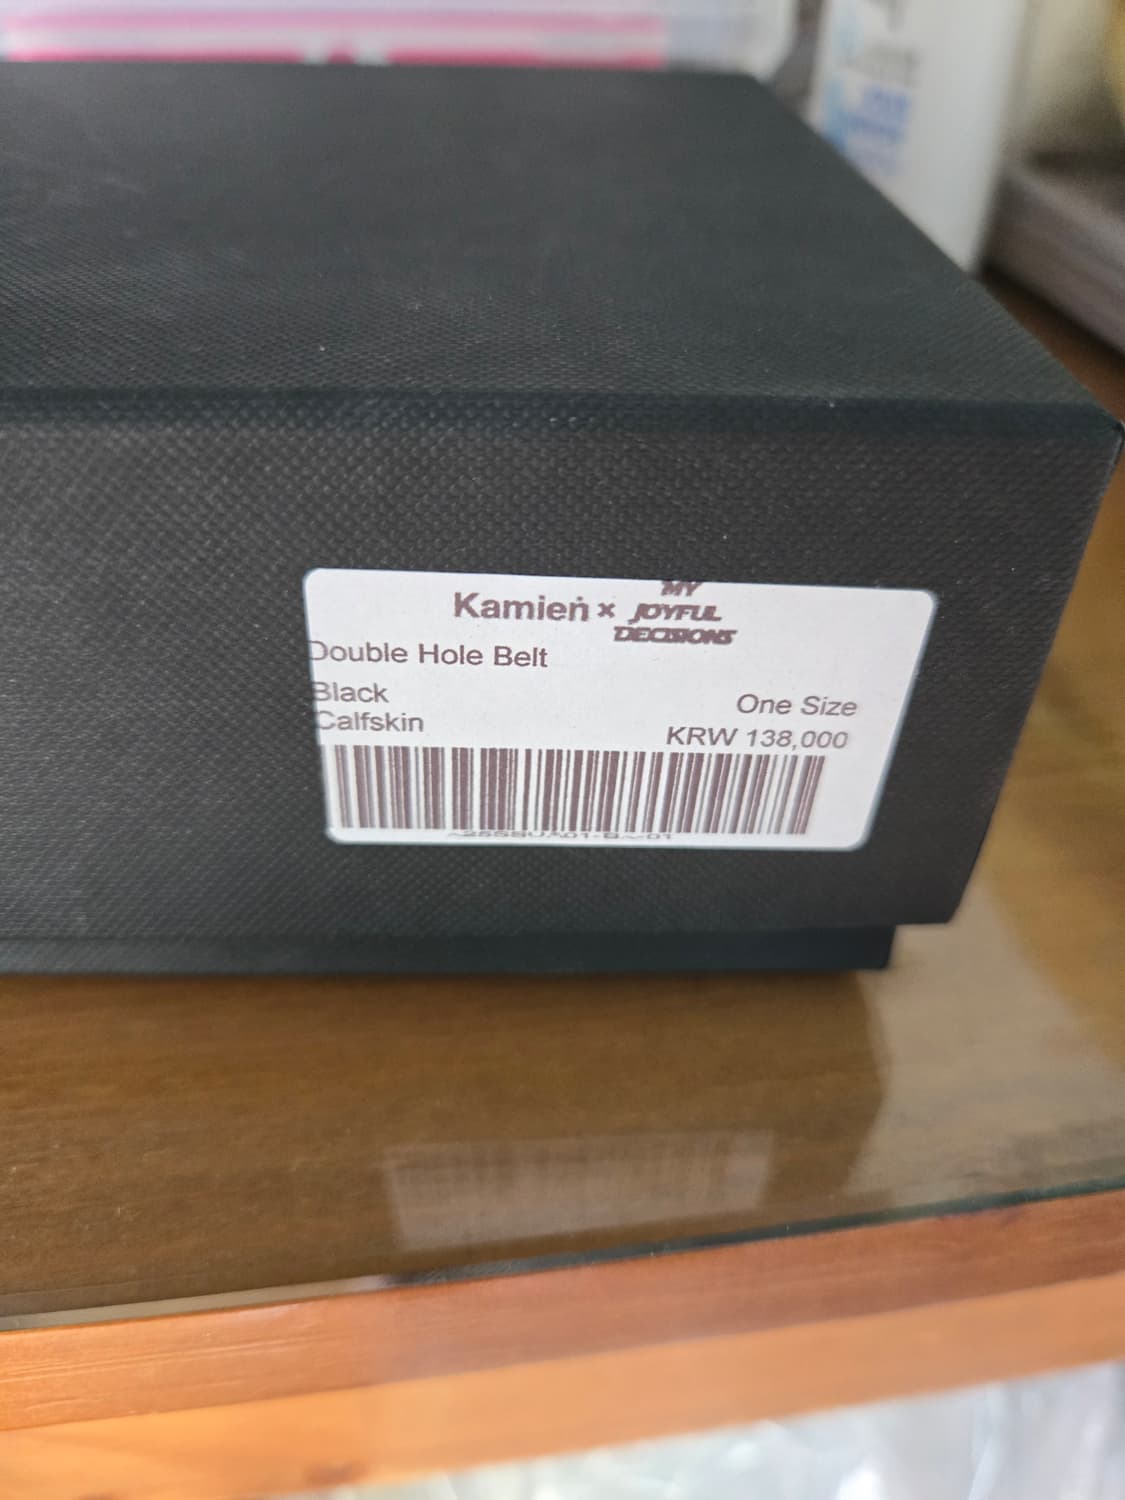 Kamień x MY JOYFUL DECISIONS
Double Hole Belt
Black
One Size
Calfskin
KRW 138,000